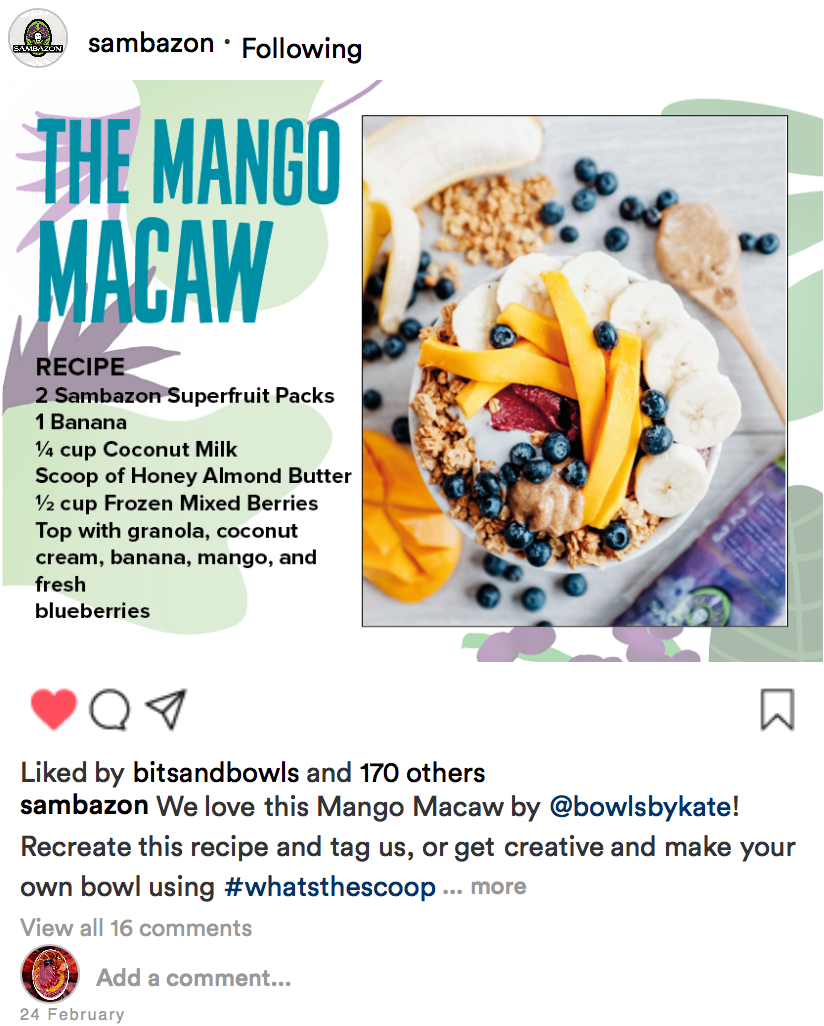 SAMBAZON
sambazon · Following
THE MANGO
MACAW
RECIPE
2 Sambazon Superfruit Packs
1 Banana
¼ cup Coconut Milk
Scoop of Honey Almond Butter
½ cup Frozen Mixed Berries
Top with granola, coconut
cream, banana, mango, and
fresh
blueberries
Liked by bitsandbowls and 170 others
sambazon We love this Mango Macaw by @bowlsbykate!
Recreate this recipe and tag us, or get creative and make your
own bowl using #whatsthescoop ... more
View all 16 comments
Add a comment...
24 February